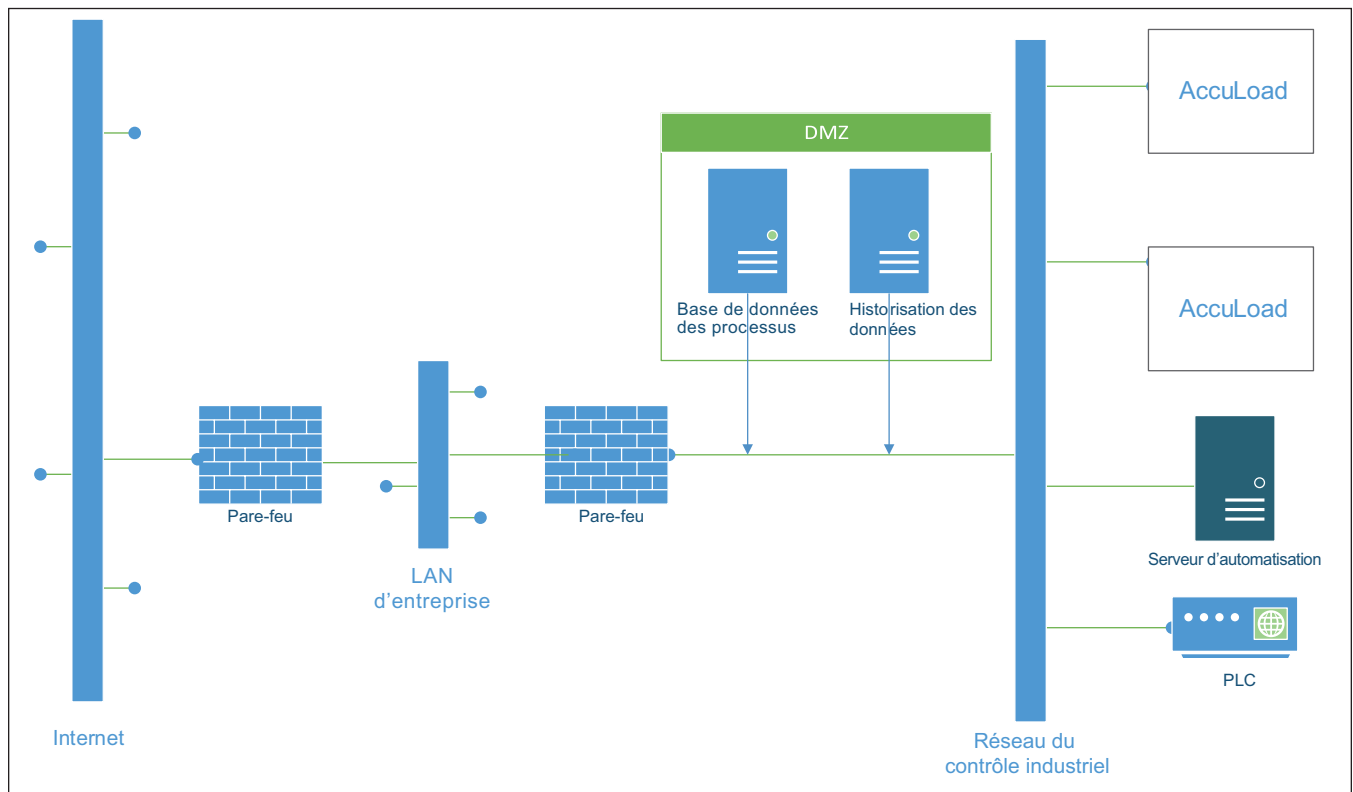 DMZ
Base de données
des processus
Historisation des
données
AccuLoad
AccuLoad
Pare-feu
Pare-feu
LAN
d’entreprise
Serveur d’automatisation
PLC
Internet
Réseau du
contrôle industriel